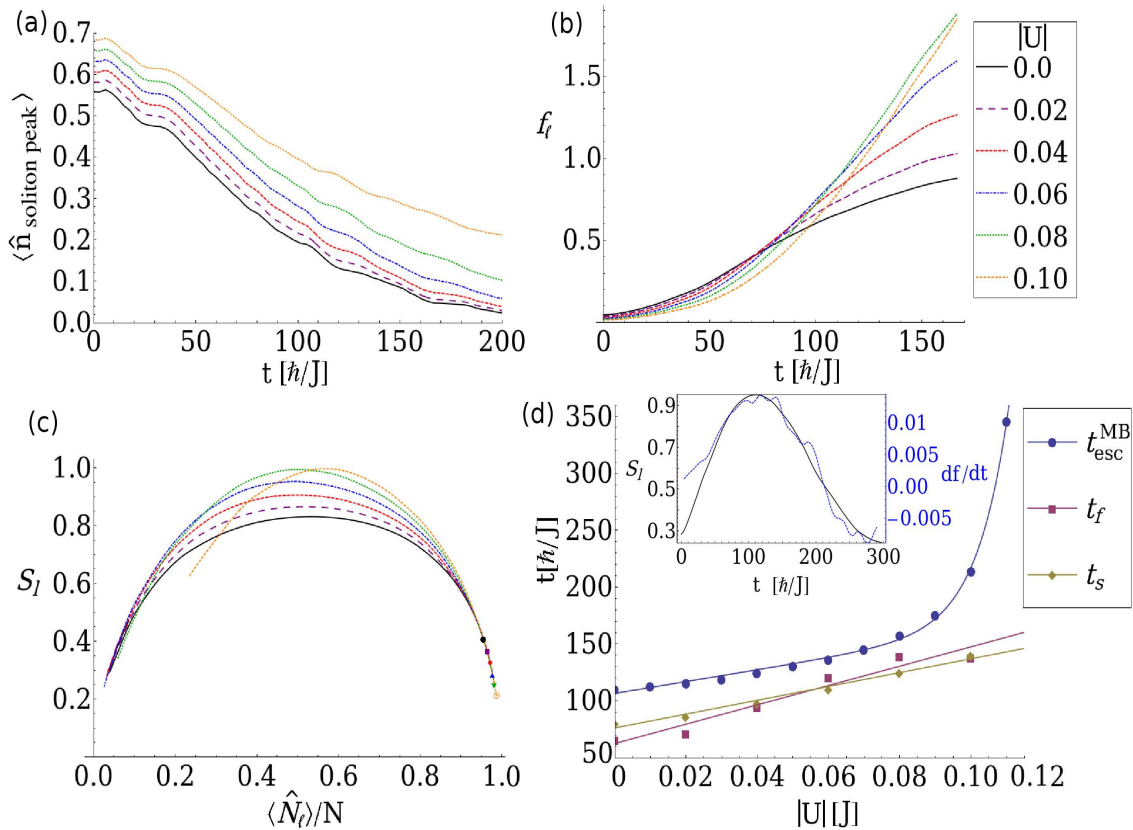 (a)
0.7
0.6
0.5
0.4
0.3
0.2
0.1
0.0
⟨n̂ soliton peak⟩
0 50 100 150 200
t [ħ/J]
(b)
1.5
1.0
0.5
fℓ
0 50 100 150
t [ħ/J]
|U|
0.0
0.02
0.04
0.06
0.08
0.10
(c)
1.0
0.8
0.6
0.4
0.2
S_l
0.0 0.2 0.4 0.6 0.8 1.0
⟨N̂ℓ⟩/N
(d)
350
300
250
200
150
100
50
t[ħ/J]
0 0.02 0.04 0.06 0.08 0.10 0.12
|U| [J]
0.9
0.7
0.5
0.3
S_l
0.01
0.005
0.00
−0.005
df/dt
0 100 200 300
t [ħ/J]
t_esc^MB
t_f
t_s